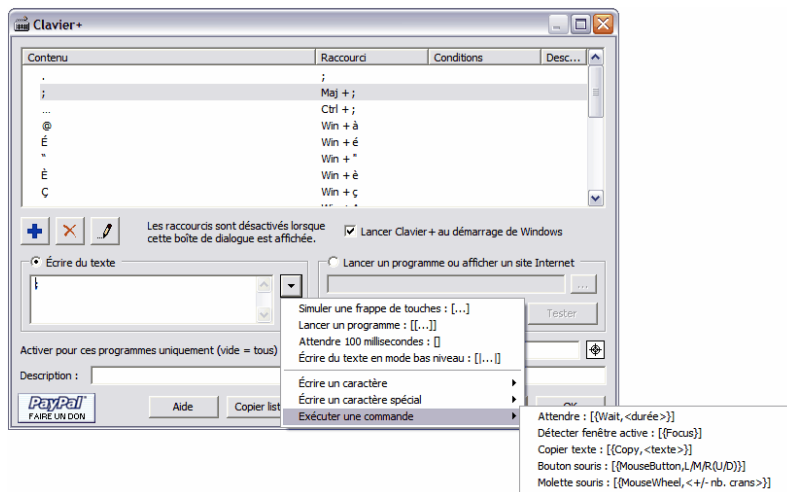 Clavier+
Contenu Raccourci Conditions Desc...
. ;
; Maj + ;
... Ctrl + ;
@ Win + à
É Win + é
“ Win + "
È Win + è
Ç Win + ç
Les raccourcis sont désactivés lorsque
cette boîte de dialogue est affichée.
Lancer Clavier+ au démarrage de Windows
Écrire du texte
Lancer un programme ou afficher un site Internet
;
...
Tester
Simuler une frappe de touches : [...]
Lancer un programme : [[...]]
Attendre 100 millisecondes : []
Écrire du texte en mode bas niveau : [|...|]
Écrire un caractère
Écrire un caractère spécial
Exécuter une commande
Activer pour ces programmes uniquement (vide = tous)
Description :
PayPal
FAIRE UN DON
Aide
Copier list
Attendre : [{Wait,<durée>}]
Détecter fenêtre active : [{Focus}]
Copier texte : [{Copy,<texte>}]
Bouton souris : [{MouseButton,L/M/R(U/D)}]
Molette souris : [{MouseWheel,<+/- nb. crans>}]